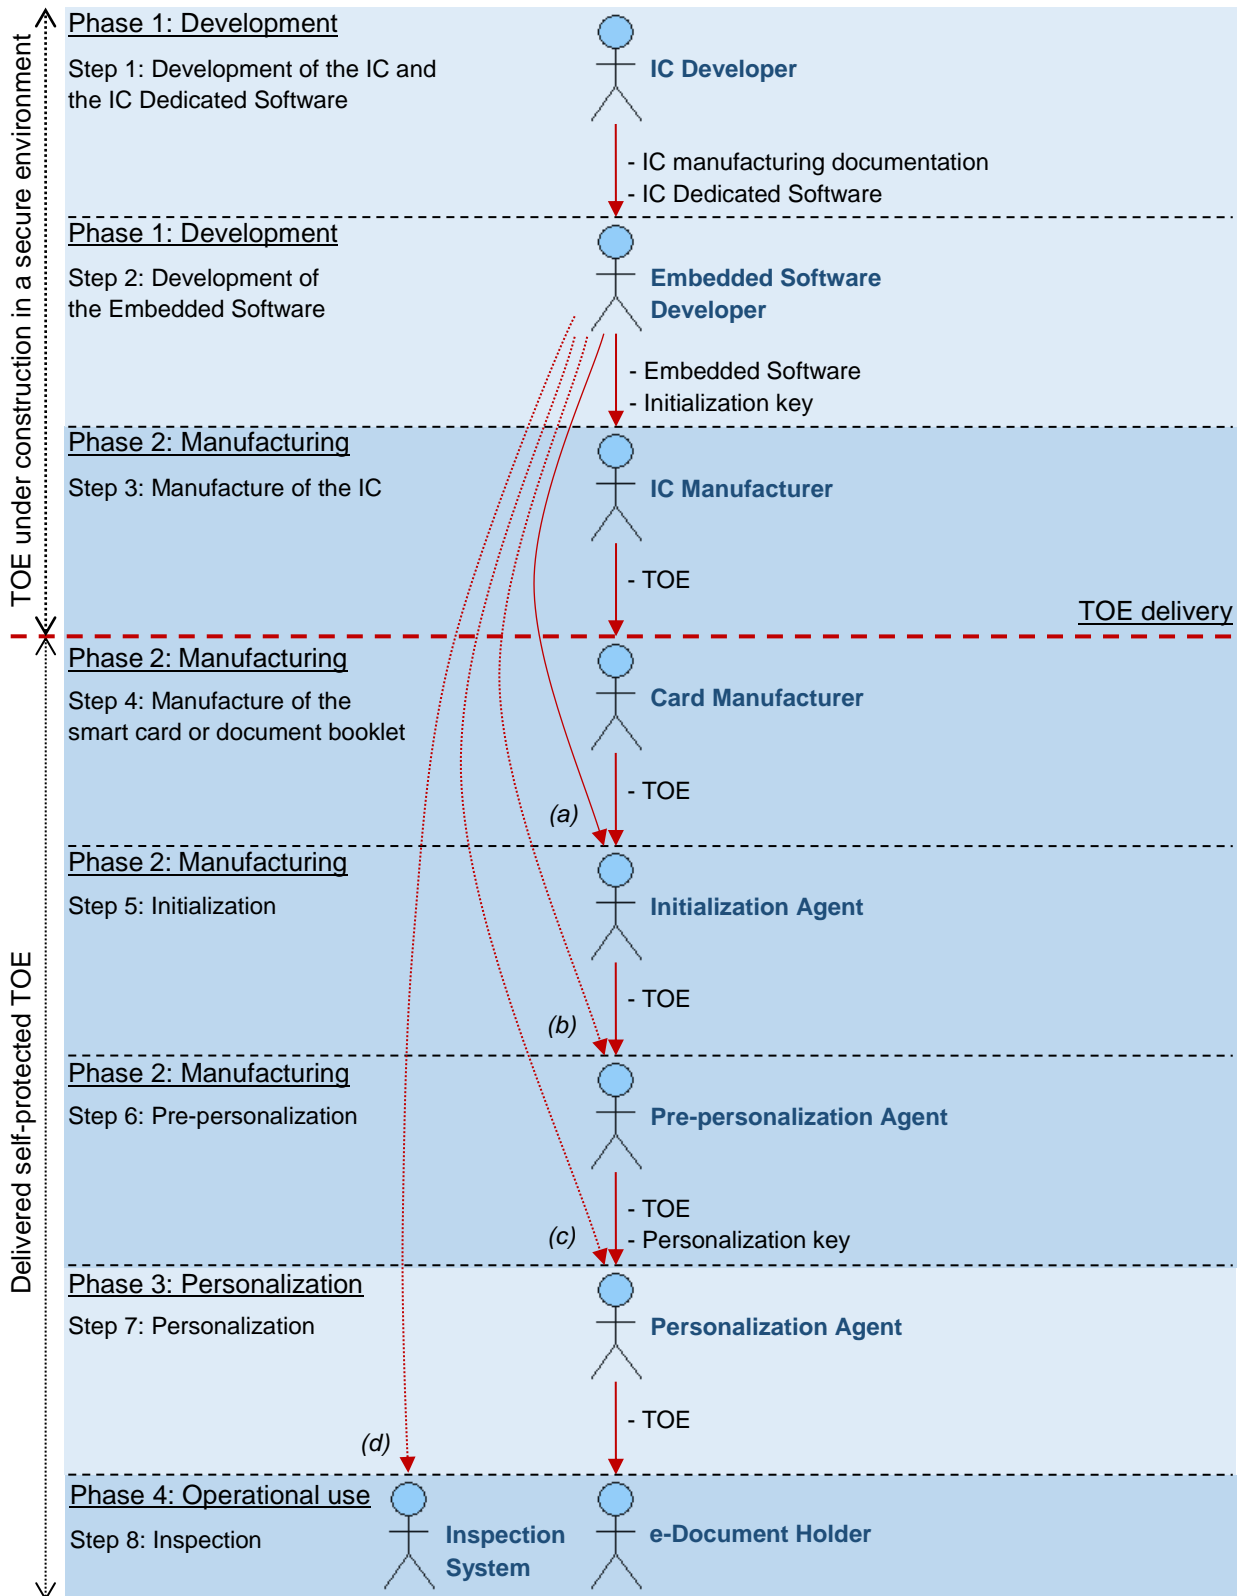 TOE under construction in a secure environment
Phase 1: Development
Step 1: Development of the IC and
the IC Dedicated Software
IC Developer
- IC manufacturing documentation
- IC Dedicated Software
Phase 1: Development
Step 2: Development of
the Embedded Software
Embedded Software
Developer
- Embedded Software
- Initialization key
Phase 2: Manufacturing
Step 3: Manufacture of the IC
IC Manufacturer
- TOE
TOE delivery
Delivered self-protected TOE
Phase 2: Manufacturing
Step 4: Manufacture of the
smart card or document booklet
Card Manufacturer
- TOE
(a)
Phase 2: Manufacturing
Step 5: Initialization
Initialization Agent
- TOE
(b)
Phase 2: Manufacturing
Step 6: Pre-personalization
Pre-personalization Agent
- TOE
- Personalization key
(c)
Phase 3: Personalization
Step 7: Personalization
Personalization Agent
- TOE
(d)
Phase 4: Operational use
Step 8: Inspection
Inspection
System
e-Document Holder